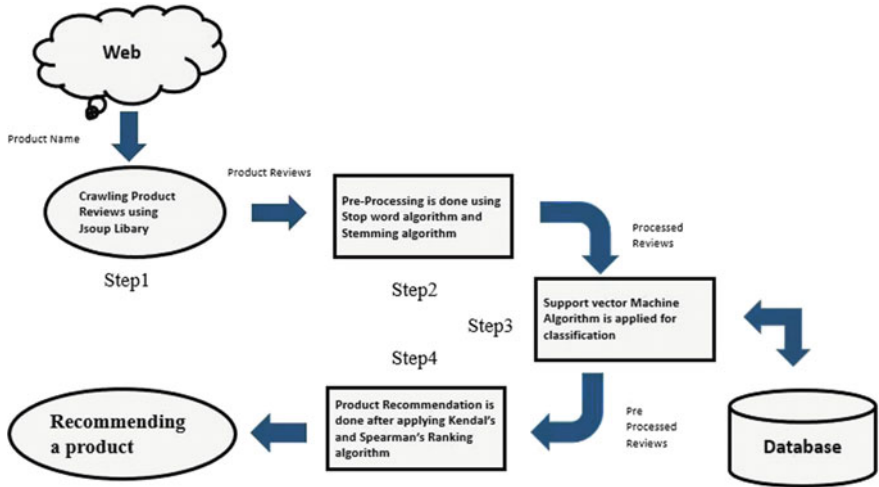 Web
Product Name
Crawling Product
Reviews using
Jsoup Libary
Step1
Product Reviews
Pre-Processing is done using
Stop word algorithm and
Stemming algorithm
Step2
Processed
Reviews
Support vector Machine
Algorithm is applied for
classification
Step3
Database
Pre
Processed
Reviews
Step4
Product Recommendation is
done after applying Kendal's
and Spearman's Ranking
algorithm
Recommending
a product